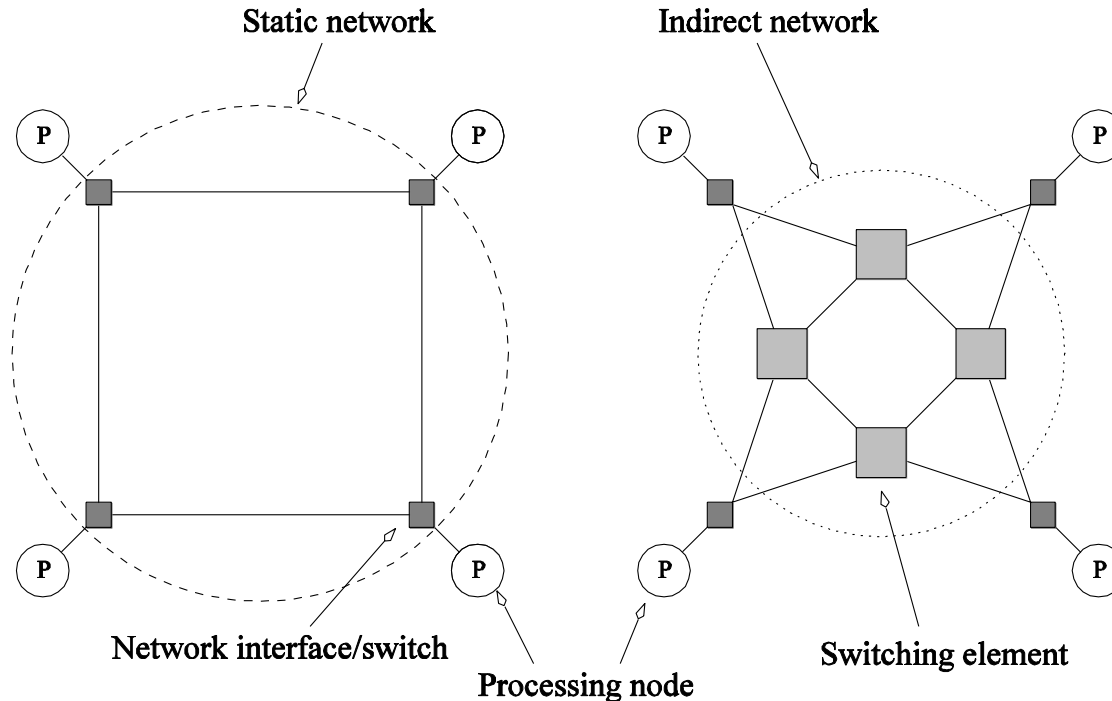 Static network
Indirect network
P
P
P
P
P
P
P
P
Network interface/switch
Switching element
Processing node